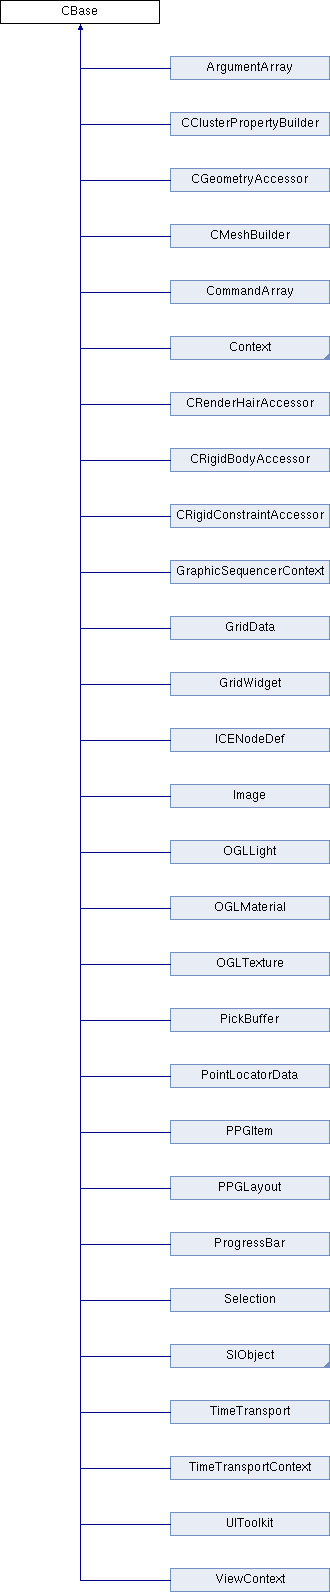 CBase
ArgumentArray
CClusterPropertyBuilder
CGeometryAccessor
CMeshBuilder
CommandArray
Context
CRenderHairAccessor
CRigidBodyAccessor
CRigidConstraintAccessor
GraphicSequencerContext
GridData
GridWidget
ICENodeDef
Image
OGLLight
OGLMaterial
OGLTexture
PickBuffer
PointLocatorData
PPGItem
PPGLayout
ProgressBar
Selection
SIObject
TimeTransport
TimeTransportContext
UIToolkit
ViewContext